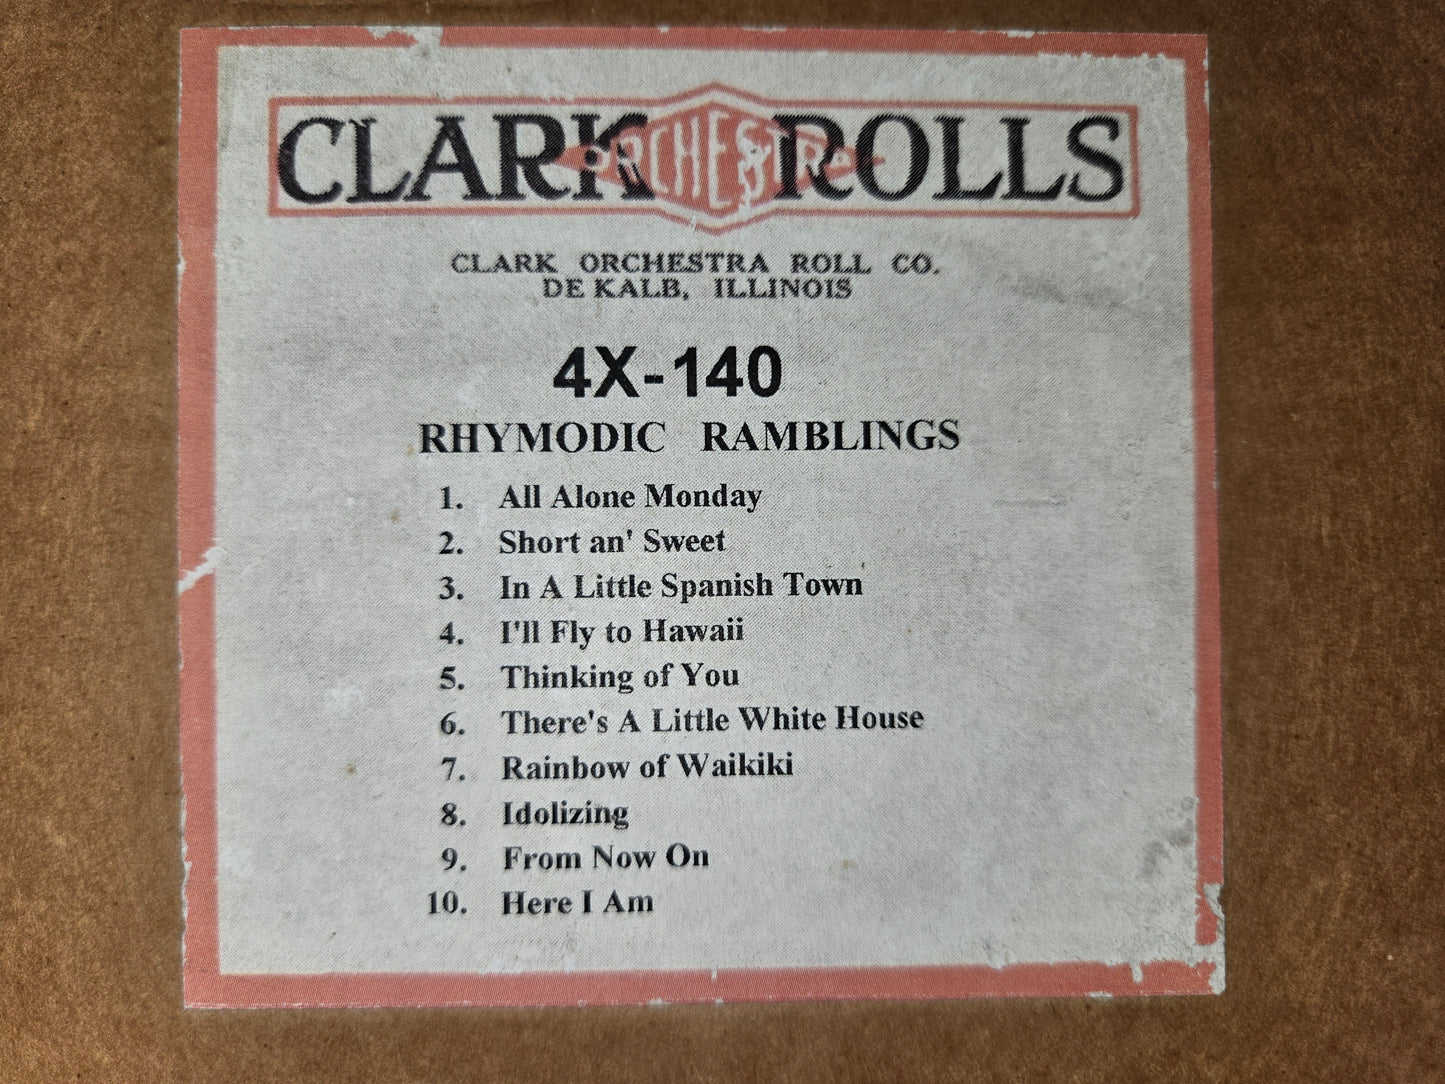 CLARK ORCHESTRA ROLLS
CLARK ORCHESTRA ROLL CO.
DE KALB, ILLINOIS
4X-140
RHYMODIC RAMBLINGS
1. All Alone Monday
2. Short an' Sweet
3. In A Little Spanish Town
4. I'll Fly to Hawaii
5. Thinking of You
6. There's A Little White House
7. Rainbow of Waikiki
8. Idolizing
9. From Now On
10. Here I Am